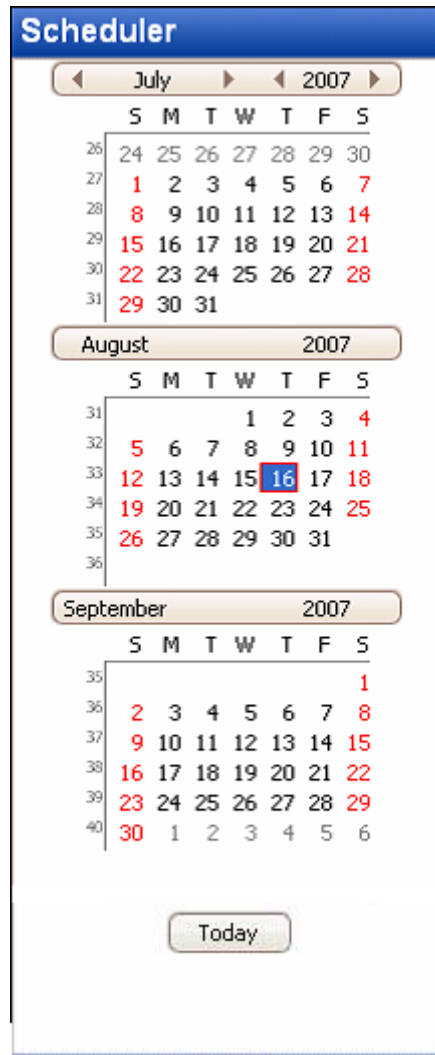 Scheduler
July 2007
S M T W T F S
26 24 25 26 27 28 29 30
27 1 2 3 4 5 6 7
28 8 9 10 11 12 13 14
29 15 16 17 18 19 20 21
30 22 23 24 25 26 27 28
31 29 30 31
August 2007
S M T W T F S
31 1 2 3 4
32 5 6 7 8 9 10 11
33 12 13 14 15 16 17 18
34 19 20 21 22 23 24 25
35 26 27 28 29 30 31
36
September 2007
S M T W T F S
35 1
36 2 3 4 5 6 7 8
37 9 10 11 12 13 14 15
38 16 17 18 19 20 21 22
39 23 24 25 26 27 28 29
40 30 1 2 3 4 5 6
Today